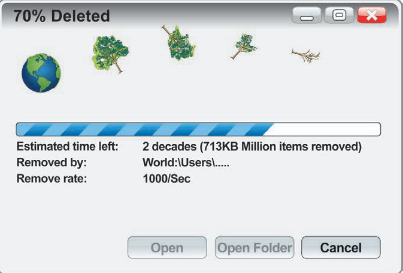 70% Deleted
Estimated time left: 2 decades (713KB Million items removed)
Removed by: World:\Users\.....
Remove rate: 1000/Sec
Open Open Folder Cancel